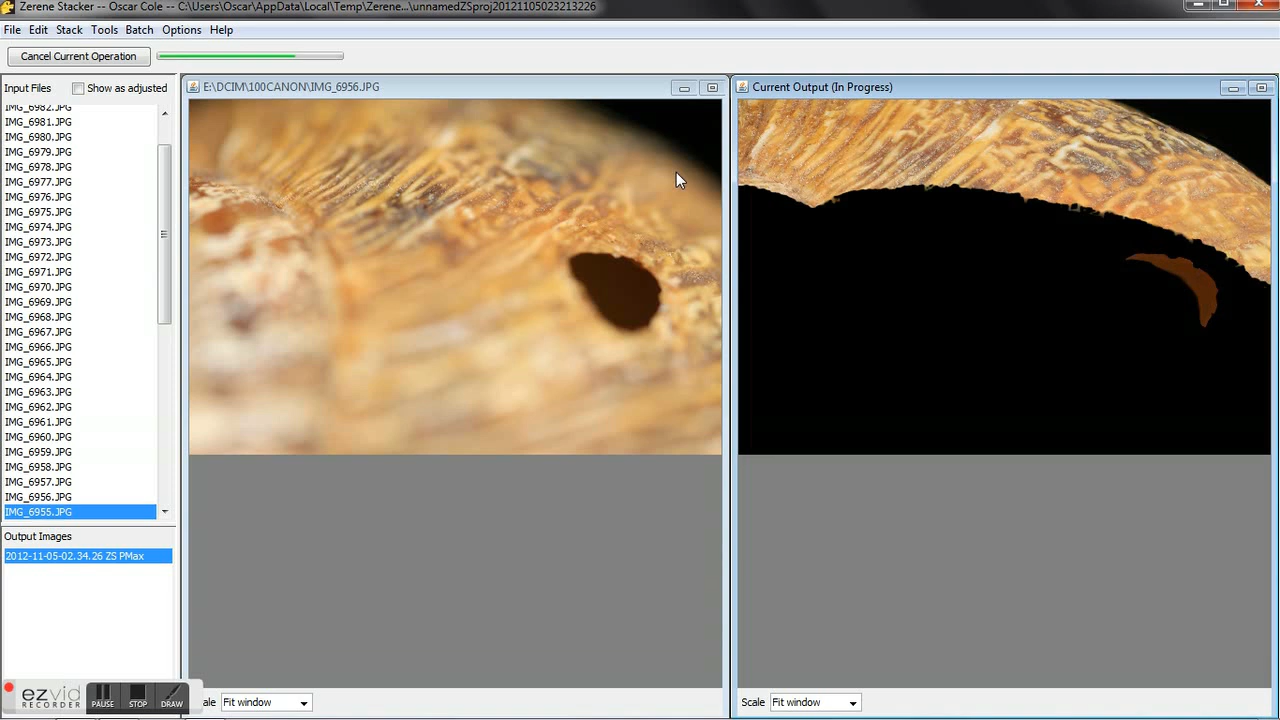 Zerene Stacker -- Oscar Cole -- C:\Users\Oscar\AppData\Local\Temp\Zerene...\unnamedZSproj20121105023213226
File Edit Stack Tools Batch Options Help
Cancel Current Operation
Input Files Show as adjusted
E:\DCIM\100CANON\IMG_6956.JPG
Current Output (In Progress)
IMG_6982.JPG
IMG_6981.JPG
IMG_6980.JPG
IMG_6979.JPG
IMG_6978.JPG
IMG_6977.JPG
IMG_6976.JPG
IMG_6975.JPG
IMG_6974.JPG
IMG_6973.JPG
IMG_6972.JPG
IMG_6971.JPG
IMG_6970.JPG
IMG_6969.JPG
IMG_6968.JPG
IMG_6967.JPG
IMG_6966.JPG
IMG_6965.JPG
IMG_6964.JPG
IMG_6963.JPG
IMG_6962.JPG
IMG_6961.JPG
IMG_6960.JPG
IMG_6959.JPG
IMG_6958.JPG
IMG_6957.JPG
IMG_6956.JPG
IMG_6955.JPG
Output Images
2012-11-05-02.34.26 ZS PMax
ezvid
RECORDER
PAUSE STOP DRAW
ale Fit window
Scale Fit window